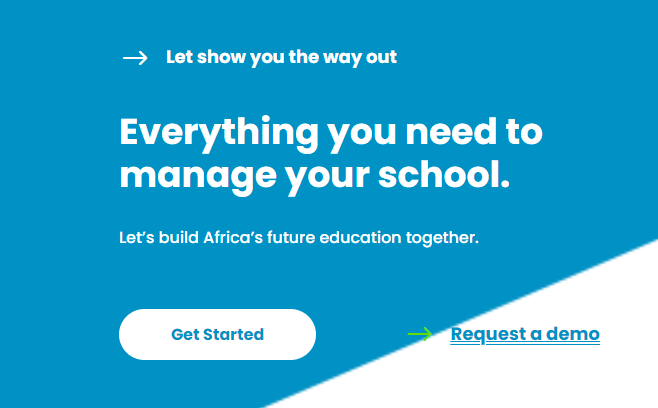 Let show you the way out
Everything you need to
manage your school.
Let’s build Africa’s future education together.
Get Started
Request a demo